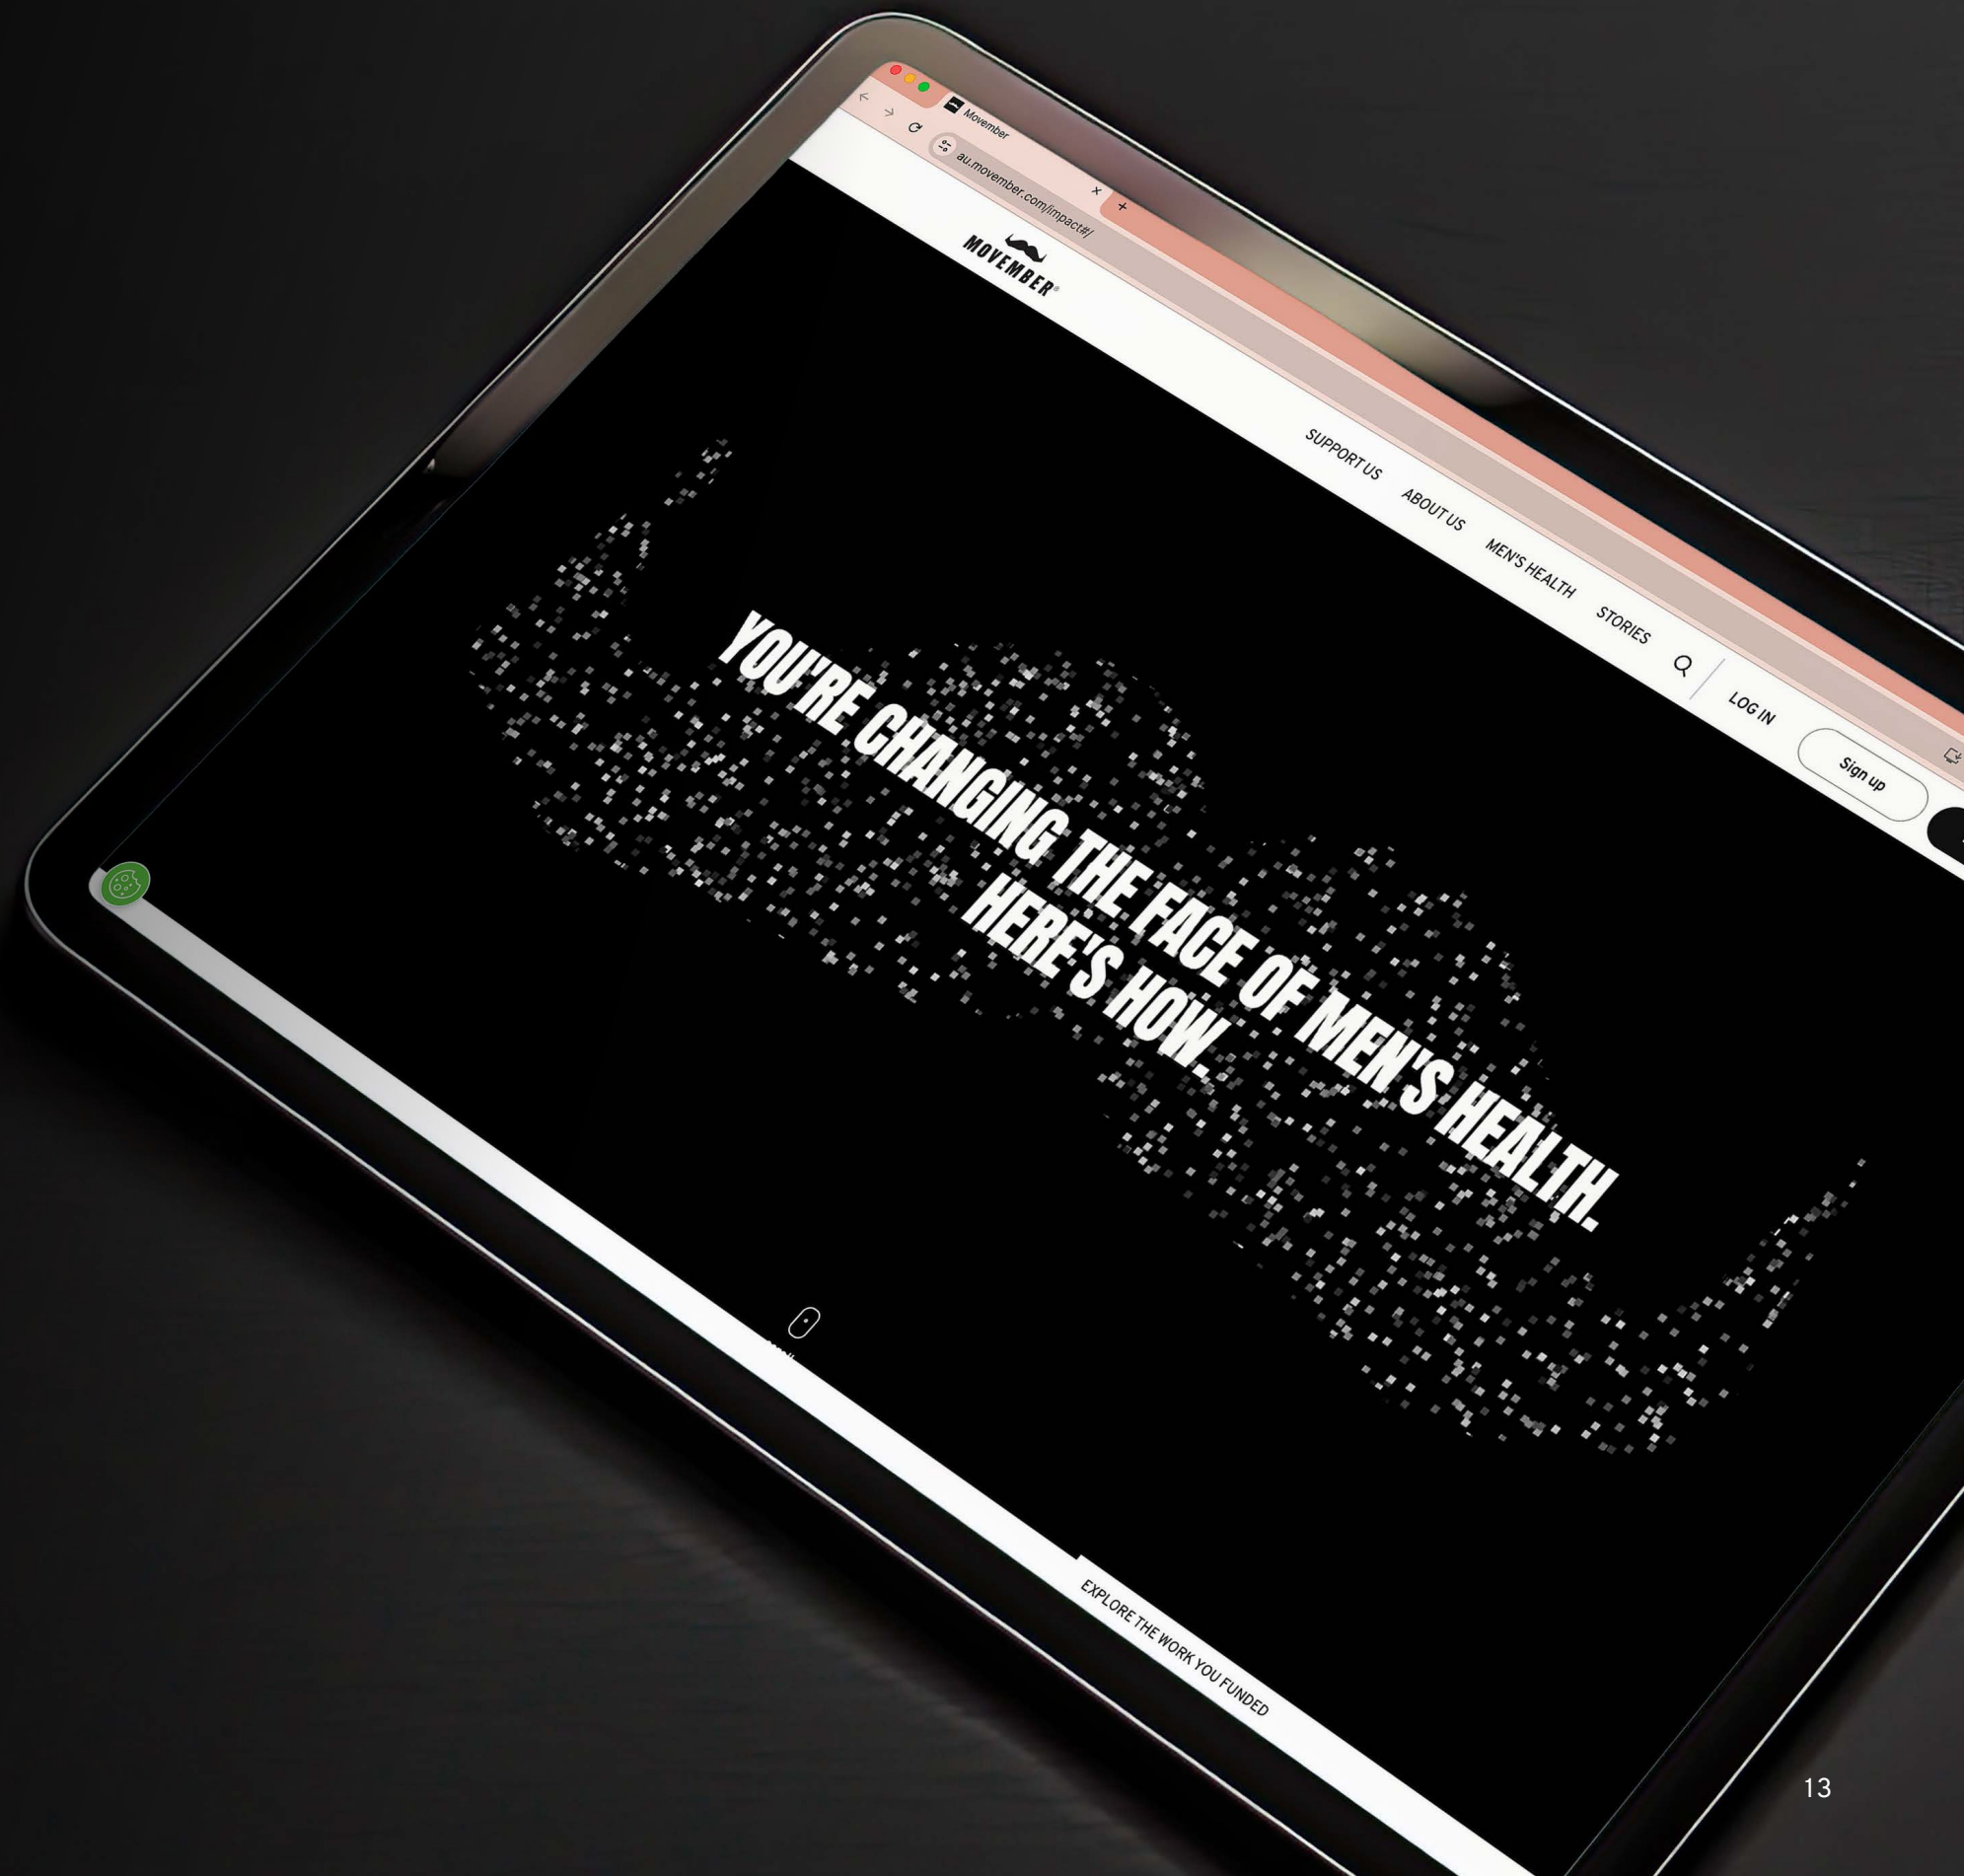 Movember
au.movember.com/impact#/
MOVEMBER®
SUPPORT US
ABOUT US
MEN'S HEALTH
STORIES
LOG IN
Sign up
YOU'RE CHANGING THE FACE OF MEN'S HEALTH.
HERE'S HOW.
EXPLORE THE WORK YOU FUNDED
13